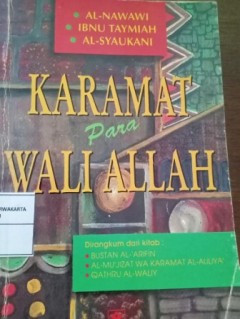 • AL-NAWAWI
• IBNU TAYMIAH
• AL-SYAUKANI
KARAMAT
Para
WALI ALLAH
RWAKARTA
Dirangkum dari kitab :
• BUSTAN AL-'ARIFIN
• AL-MU'JIZAT WA KARAMAT AL-AULIYA'
• QATHRU AL-WALIY